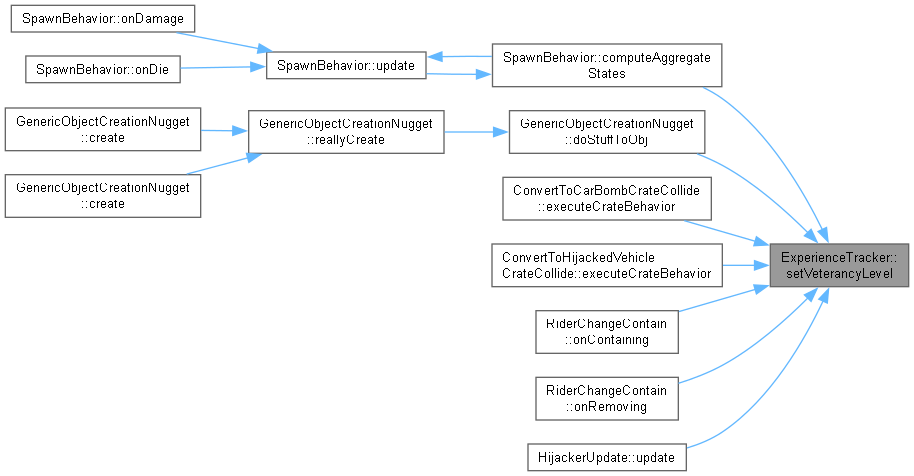 SpawnBehavior::onDamage
SpawnBehavior::onDie
SpawnBehavior::update
SpawnBehavior::computeAggregate
States
GenericObjectCreationNugget
::create
GenericObjectCreationNugget
::create
GenericObjectCreationNugget
::reallyCreate
GenericObjectCreationNugget
::doStuffToObj
ConvertToCarBombCrateCollide
::executeCrateBehavior
ConvertToHijackedVehicle
CrateCollide::executeCrateBehavior
RiderChangeContain
::onContaining
RiderChangeContain
::onRemoving
HijackerUpdate::update
ExperienceTracker::
setVeterancyLevel